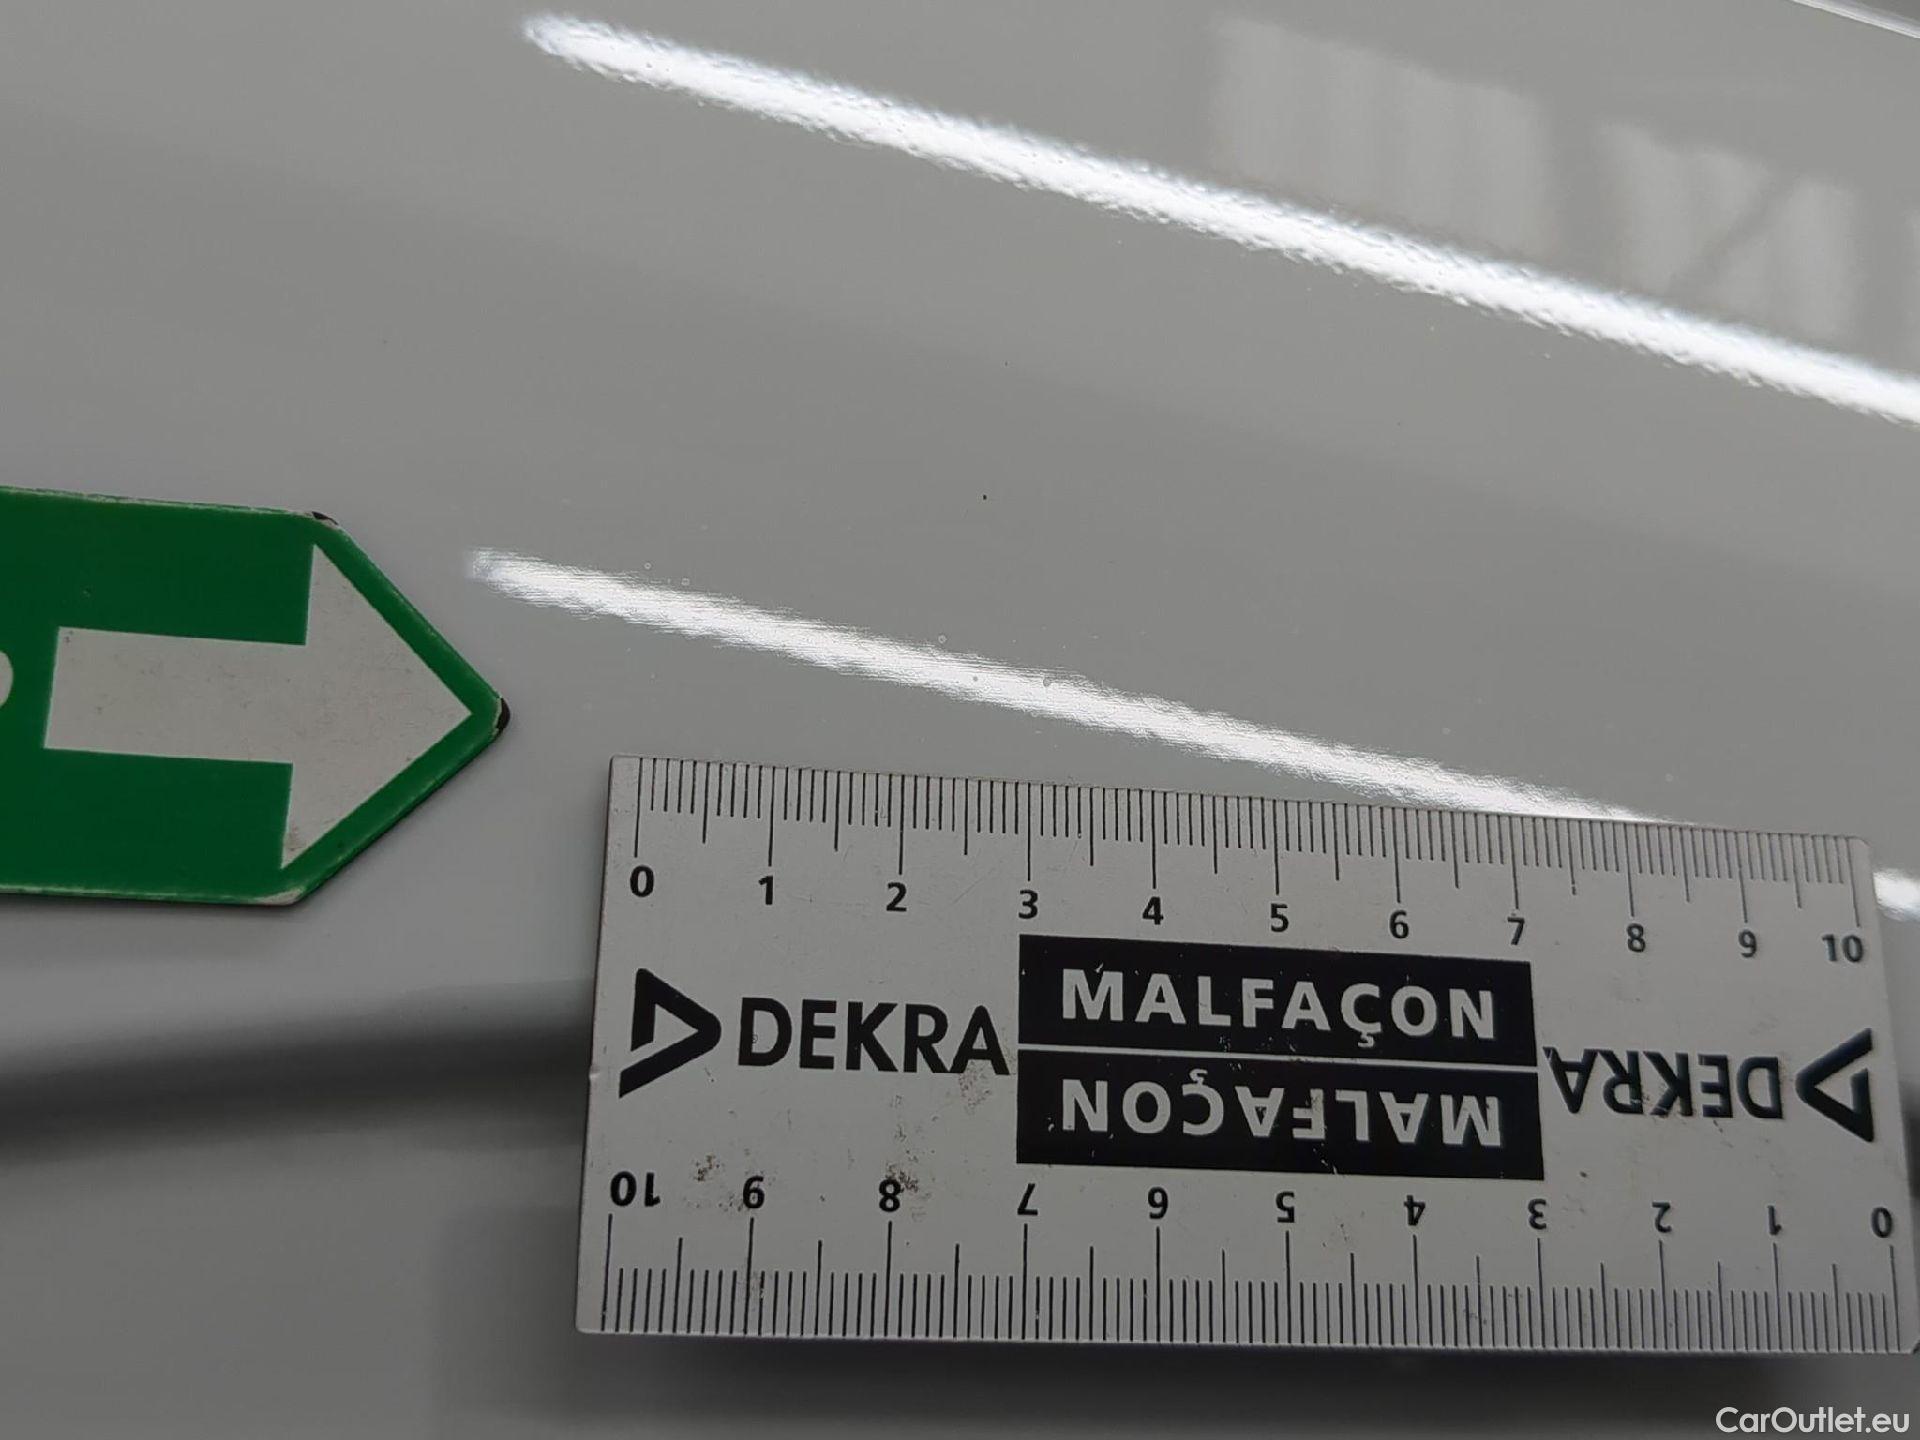 0 1 2 3 4 5 6 7 8 9 10
DEKRA MALFAÇON
MALFAÇON DEKRA
10 9 8 7 6 5 4 3 2 1 0
CarOutlet.eu